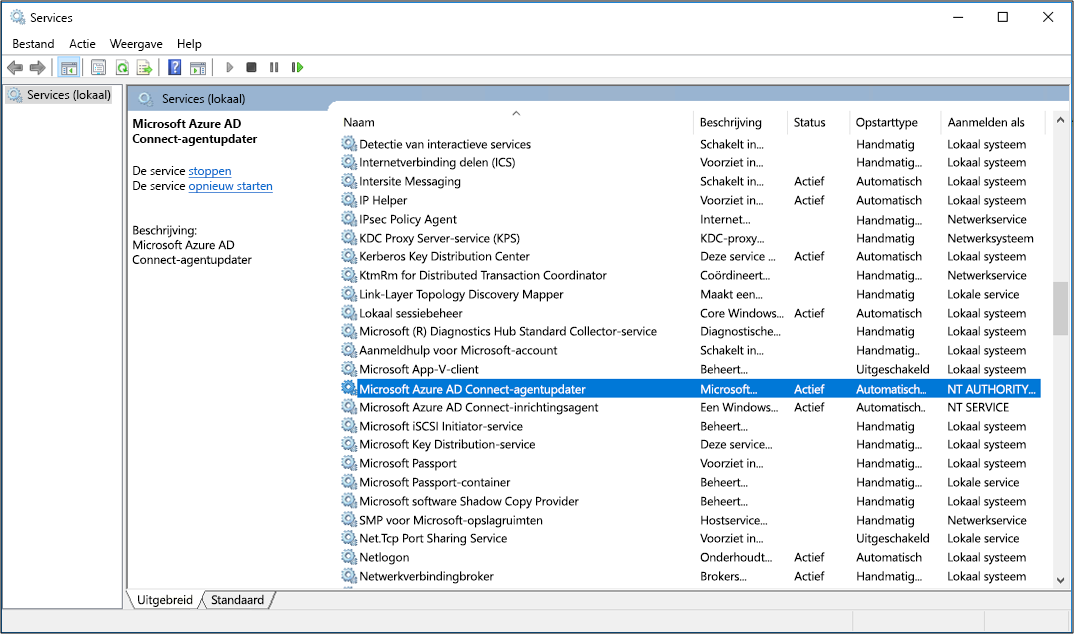 Services
Bestand Actie Weergave Help
Services (lokaal)
Services (lokaal)
Microsoft Azure AD
Connect-agentupdater
De service stoppen
De service opnieuw starten
Beschrijving:
Microsoft Azure AD
Connect-agentupdater
Naam Beschrijving Status Opstarttype Aanmelden als
Detectie van interactieve services Schakelt in... Handmatig Lokaal systeem
Internetverbinding delen (ICS) Voorziet in... Handmatig... Lokaal systeem
Intersite Messaging Schakelt in... Actief Automatisch Lokaal systeem
IP Helper Voorziet in... Actief Automatisch Lokaal systeem
IPsec Policy Agent Internet... Handmatig... Netwerkservice
KDC Proxy Server-service (KPS) KDC-proxy... Handmatig Netwerksysteem
Kerberos Key Distribution Center Deze service ... Actief Automatisch Lokaal systeem
KtmRm for Distributed Transaction Coordinator Coördineert... Handmatig... Netwerkservice
Link-Layer Topology Discovery Mapper Maakt een... Handmatig Lokale service
Lokaal sessiebeheer Core Windows... Actief Automatisch Lokaal systeem
Microsoft (R) Diagnostics Hub Standard Collector-service Diagnostische... Handmatig Lokaal systeem
Aanmeldhulp voor Microsoft-account Schakelt in... Handmatig.. Lokaal systeem
Microsoft App-V-client Beheert... Uitgeschakeld Lokaal systeem
Microsoft Azure AD Connect-agentupdater Microsoft... Actief Automatisch... NT AUTHORITY...
Microsoft Azure AD Connect-inrichtingsagent Een Windows... Actief Automatisch.. NT SERVICE
Microsoft iSCSI Initiator-service Beheert... Handmatig Lokaal systeem
Microsoft Key Distribution-service Deze service... Handmatig... Lokaal systeem
Microsoft Passport Voorziet in... Handmatig... Lokaal systeem
Microsoft Passport-container Beheert... Handmatig... Lokale service
Microsoft software Shadow Copy Provider Beheert... Handmatig Lokaal systeem
SMP voor Microsoft-opslagruimten Hostservice... Handmatig Netwerkservice
Net.Tcp Port Sharing Service Voorziet in... Uitgeschakeld Lokale service
Netlogon Onderhoudt... Actief Automatisch Lokaal systeem
Netwerkverbindingbroker Brokers... Actief Handmatig... Lokaal systeem
Uitgebreid Standaard